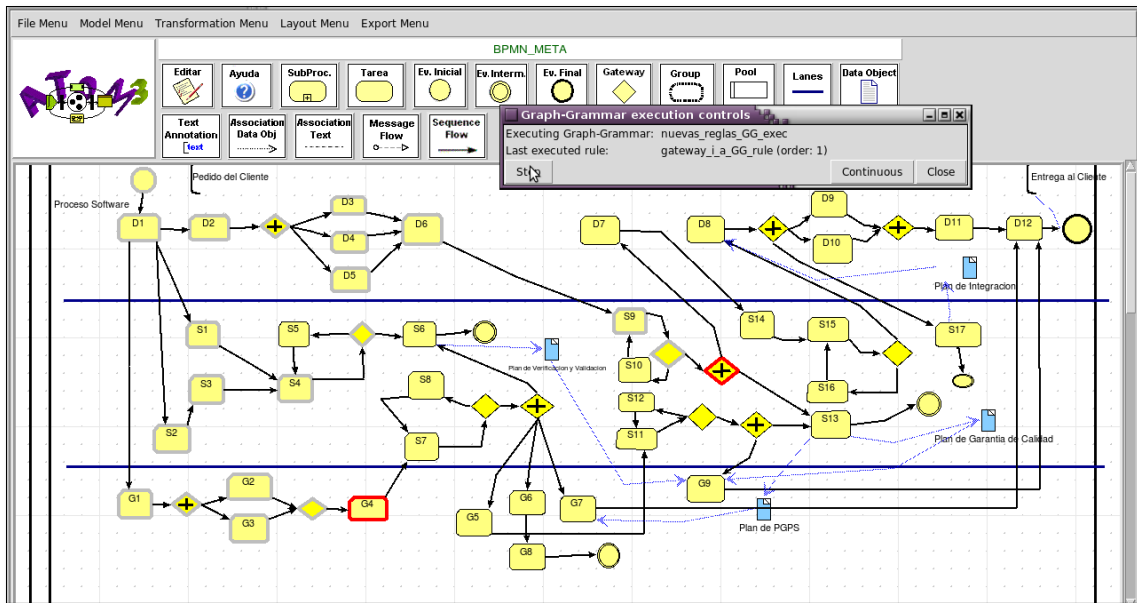 File Menu Model Menu Transformation Menu Layout Menu Export Menu
BPMN_META
ATOM3
Editar Ayuda SubProc. Tarea Ev. Inicial Ev. Interm. Ev. Final Gateway Group Pool Lanes Data Object
Text Annotation Association Data Obj Association Text Message Flow Sequence Flow
[text
Graph-Grammar execution controls
Executing Graph-Grammar: nuevas_reglas_GG_exec
Last executed rule: gateway_i_a_GG_rule (order: 1)
Continuous Close
Pedido del Cliente Entrega al Cliente
Proceso Software
D1 D2 D3 D4 D5 D6 D7 D8 D9 D10 D11 D12
Plan de Integracion
S1 S5 S6 S9 S14 S15 S17
Plan de Verificacion y Validacion
S3 S4 S8 S10 S16
S2 S7 S12 S11 S13
Plan de Garantia de Calidad
G1 G2 G3 G4 G5 G6 G7 G9
Plan de PGPS
G8